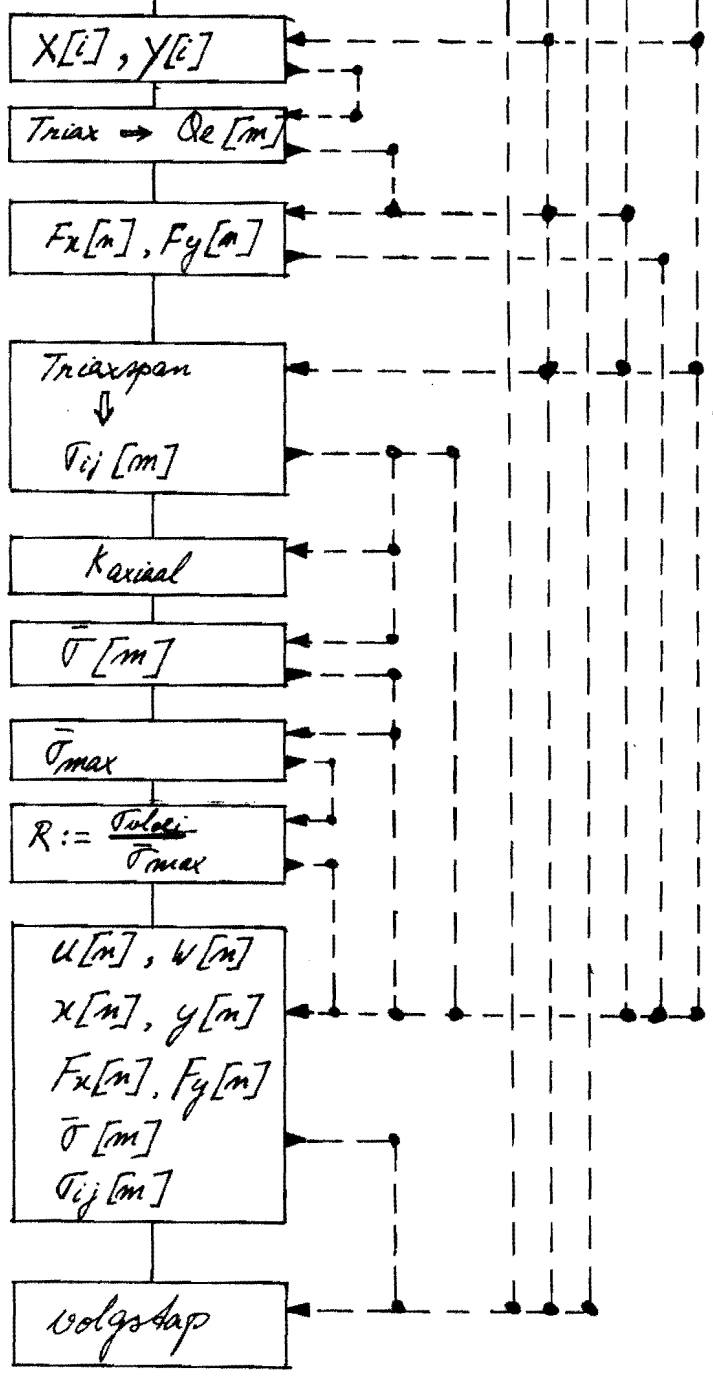 X[i], Y[i]
Triax ⇒ Qe[m]
Fx[n], Fy[n]
Triaxspan
⇓
σij[m]
Kaxiaal
σ̄[m]
σ̄max
R := σvloei / σ̄max
u[n], w[n]
x[n], y[n]
Fx[n], Fy[n]
σ̄[m]
σij[m]
volgstap